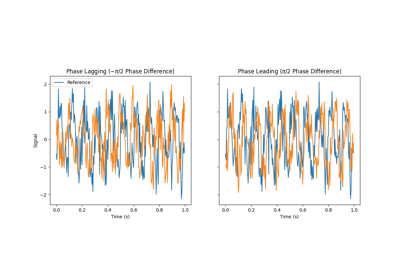 Phase Lagging (−π/2 Phase Difference)
Phase Leading (π/2 Phase Difference)
Reference
Signal
2
1
0
−1
−2
0.0 0.2 0.4 0.6 0.8 1.0
0.0 0.2 0.4 0.6 0.8 1.0
Time (s)
Time (s)